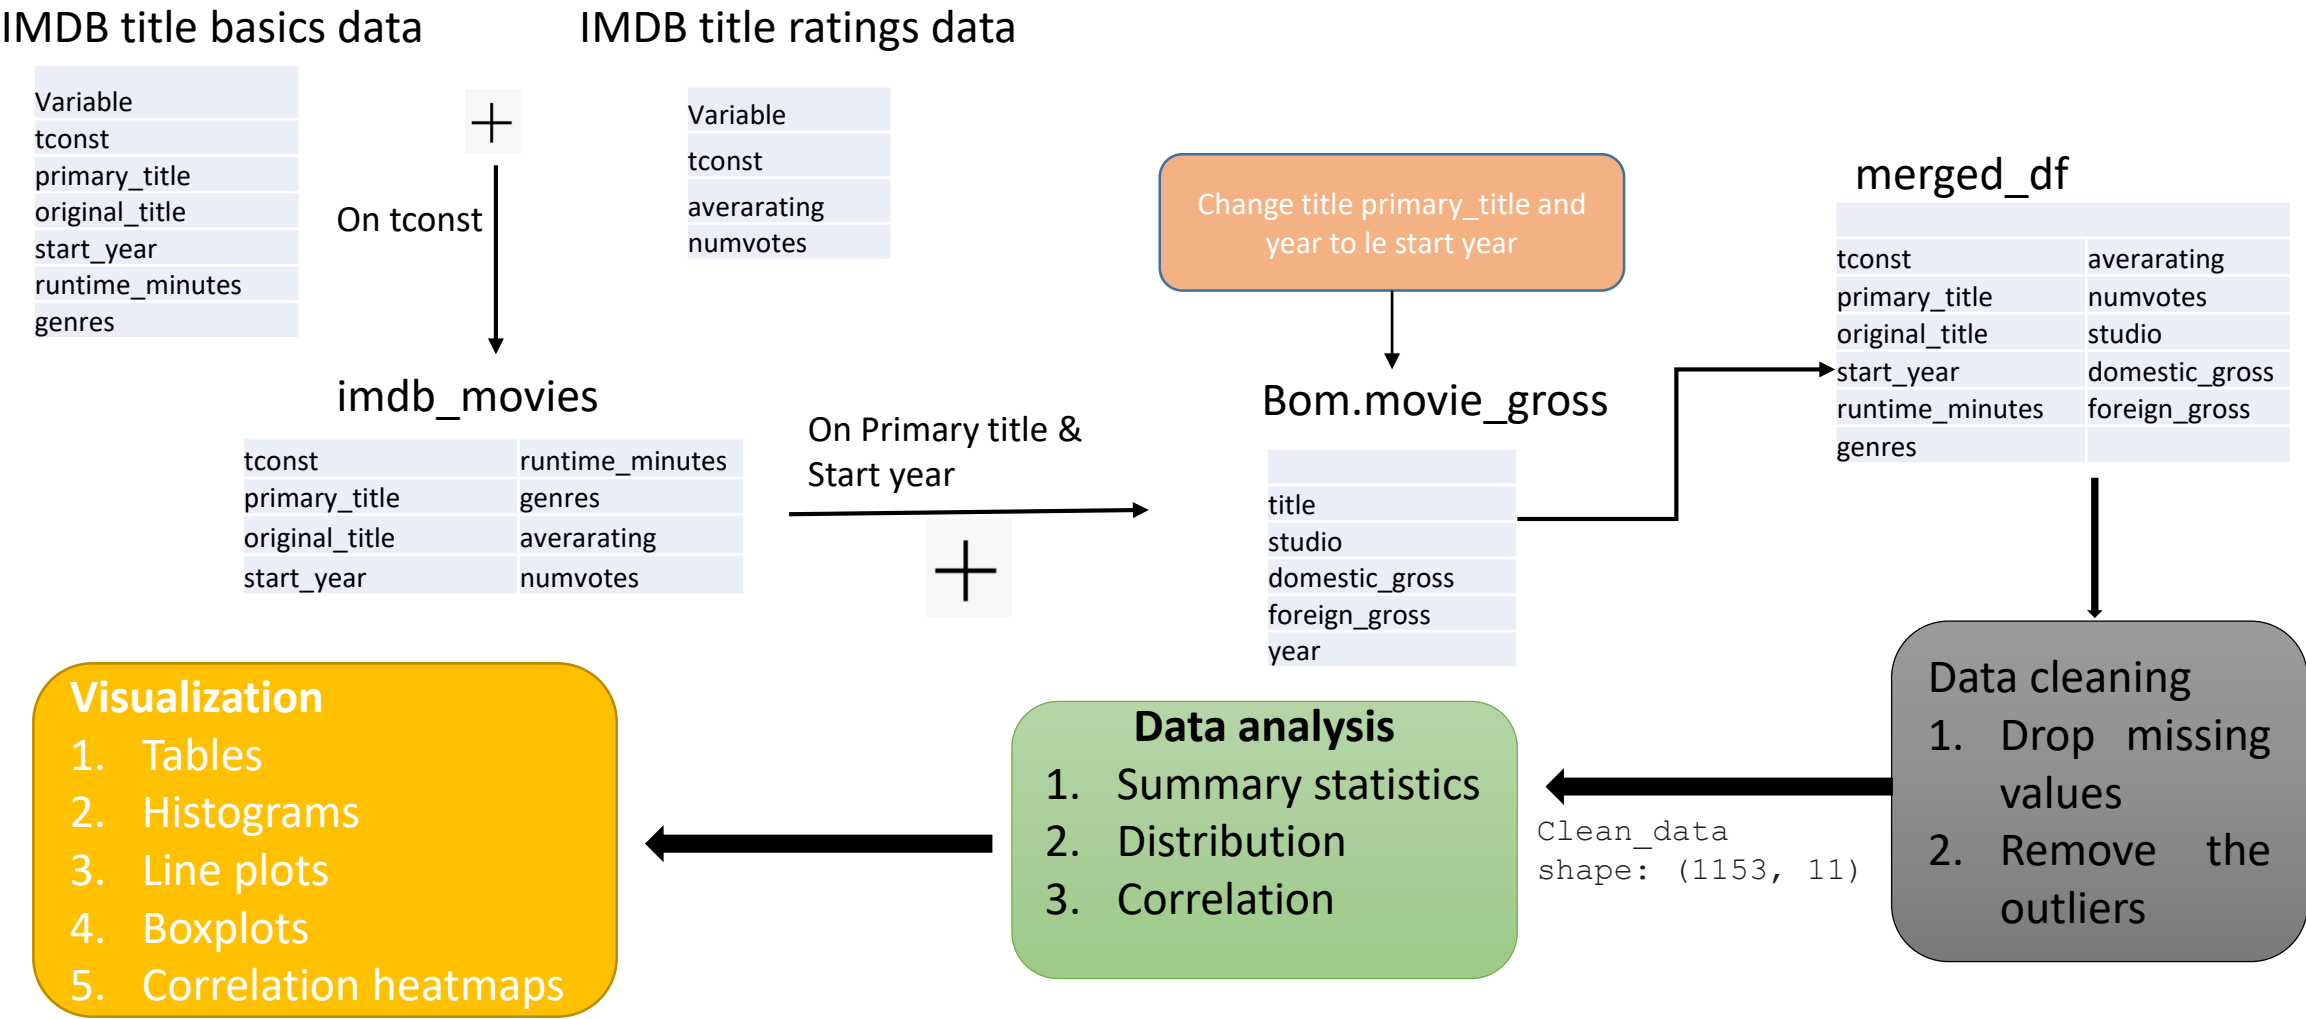 IMDB title basics data
Variable
tconst
primary_title
original_title
start_year
runtime_minutes
genres
On tconst
IMDB title ratings data
Variable
tconst
averarating
numvotes
imdb_movies
tconst runtime_minutes
primary_title genres
original_title averarating
start_year numvotes
On Primary title &
Start year
Change title primary_title and
year to le start year
Bom.movie_gross
title
studio
domestic_gross
foreign_gross
year
merged_df
tconst averarating
primary_title numvotes
original_title studio
start_year domestic_gross
runtime_minutes foreign_gross
genres
Data cleaning
1. Drop missing
values
2. Remove the
outliers
Clean_data
shape: (1153, 11)
Data analysis
1. Summary statistics
2. Distribution
3. Correlation
Visualization
1. Tables
2. Histograms
3. Line plots
4. Boxplots
5. Correlation heatmaps